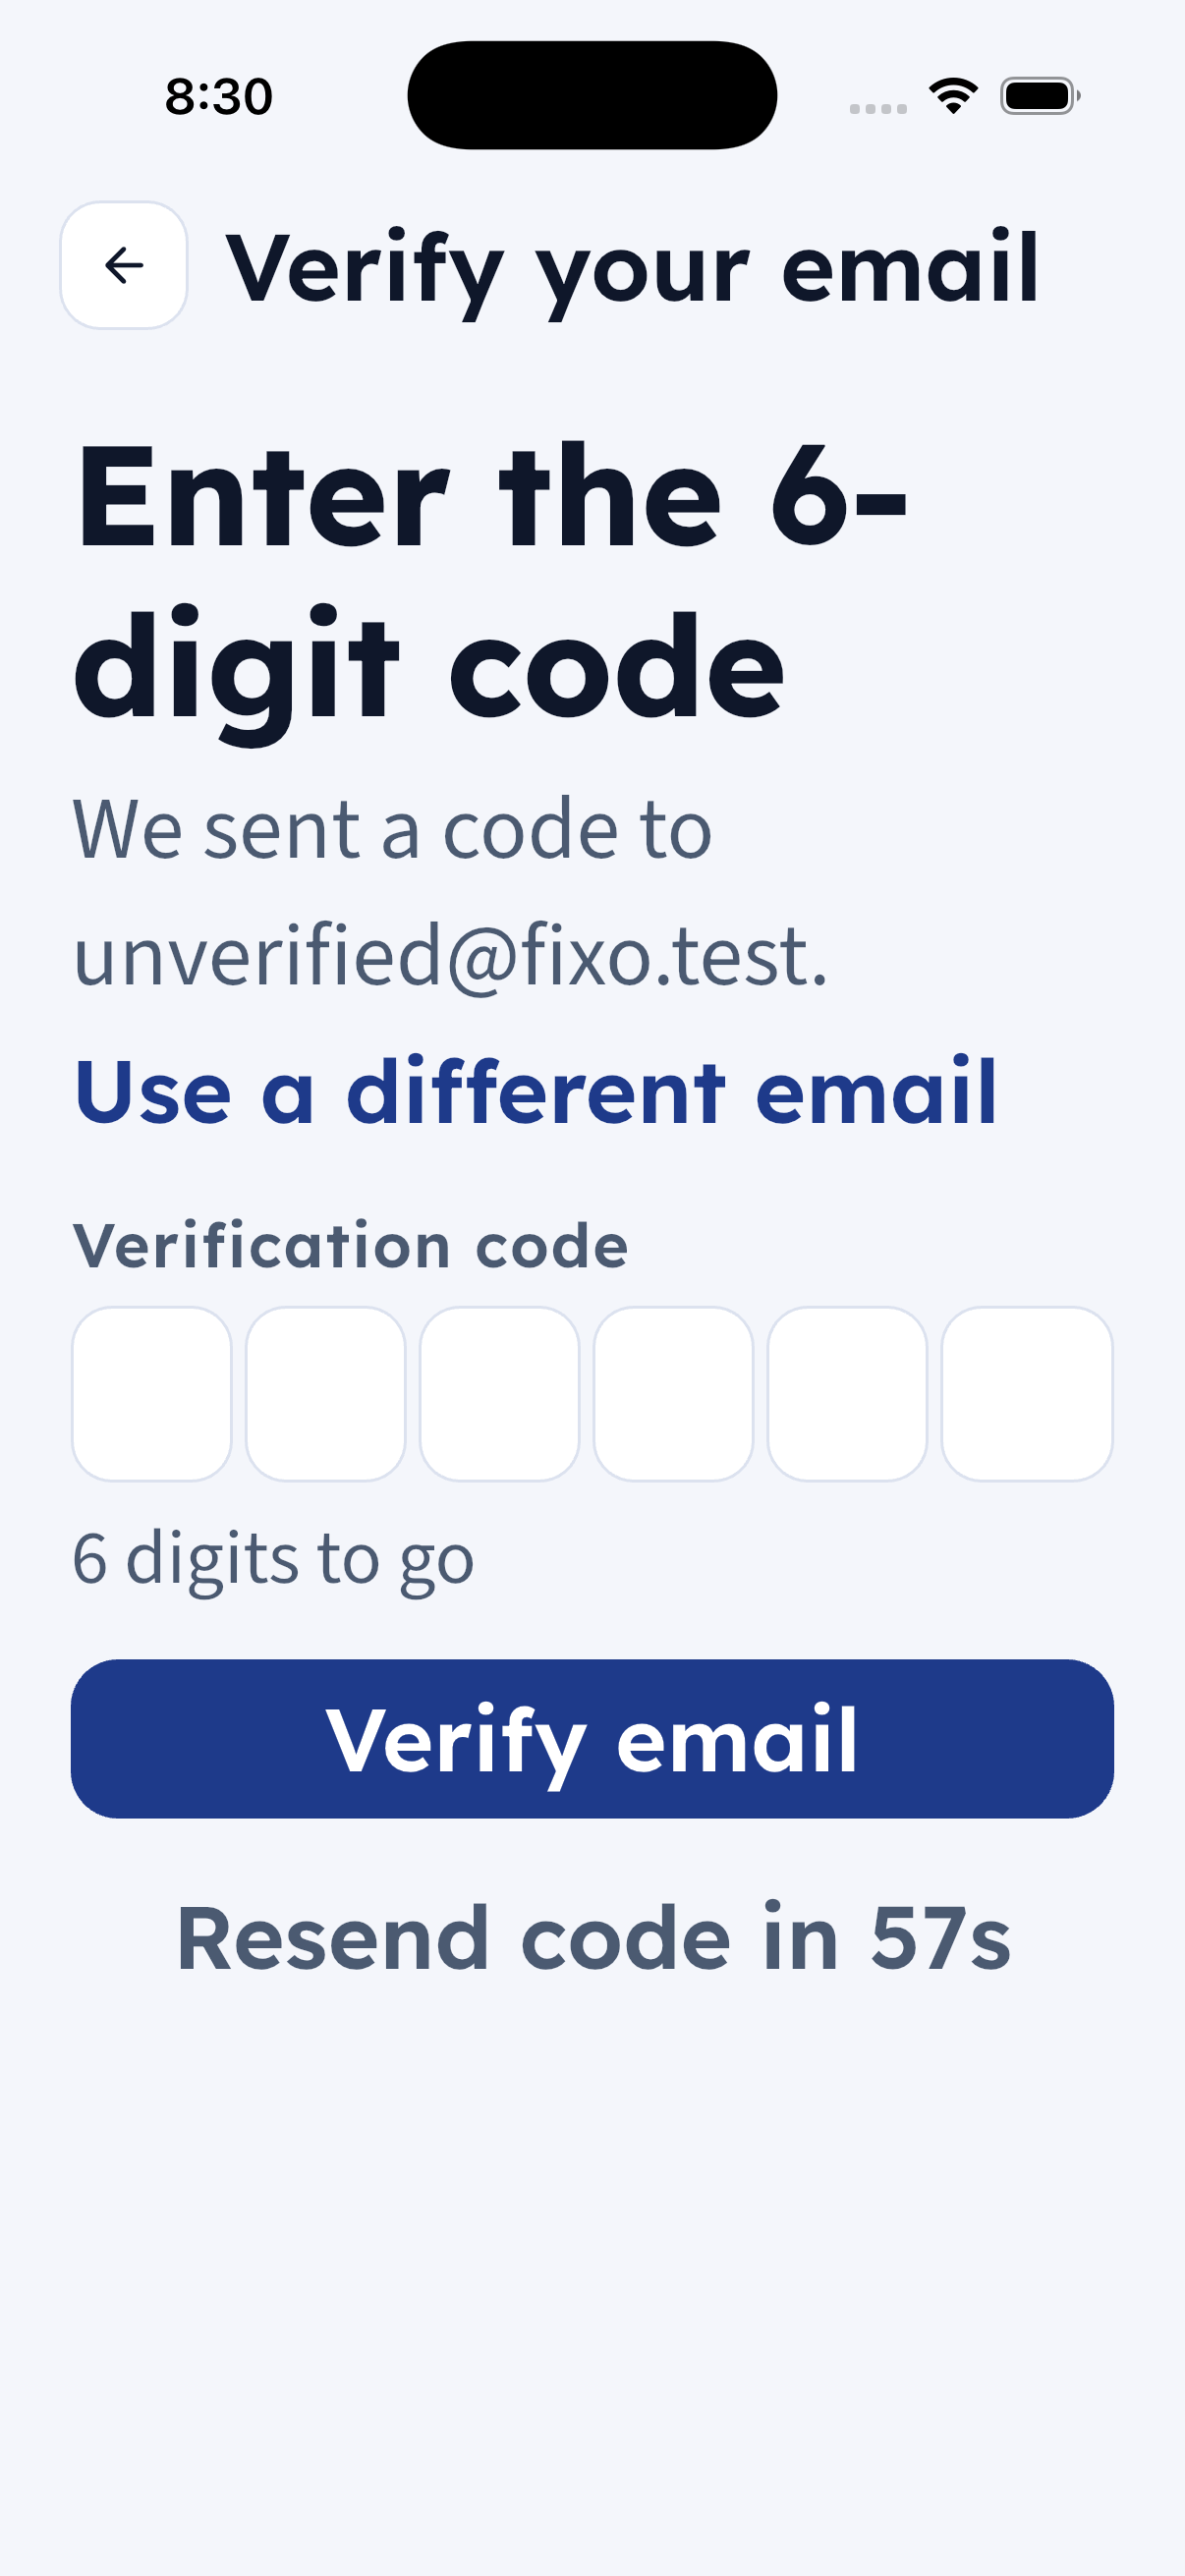 8:30
Verify your email
Enter the 6-
digit code
We sent a code to
unverified@fixo.test.
Use a different email
Verification code
6 digits to go
Verify email
Resend code in 57s